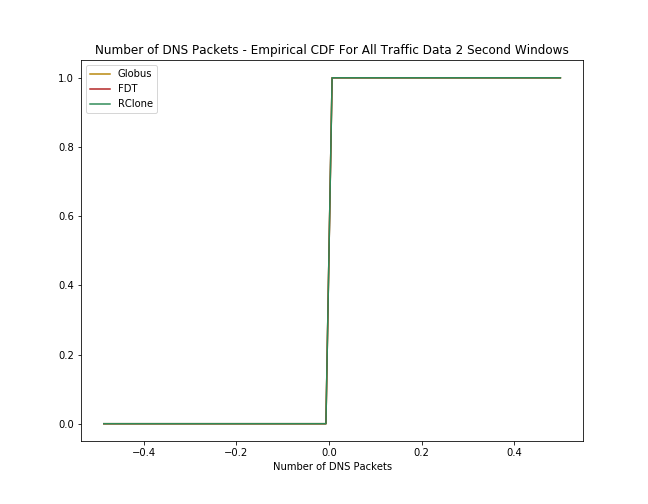 Number of DNS Packets - Empirical CDF For All Traffic Data 2 Second Windows
Globus
FDT
RClone
1.0
0.8
0.6
0.4
0.2
0.0
−0.4
−0.2
0.0
0.2
0.4
Number of DNS Packets